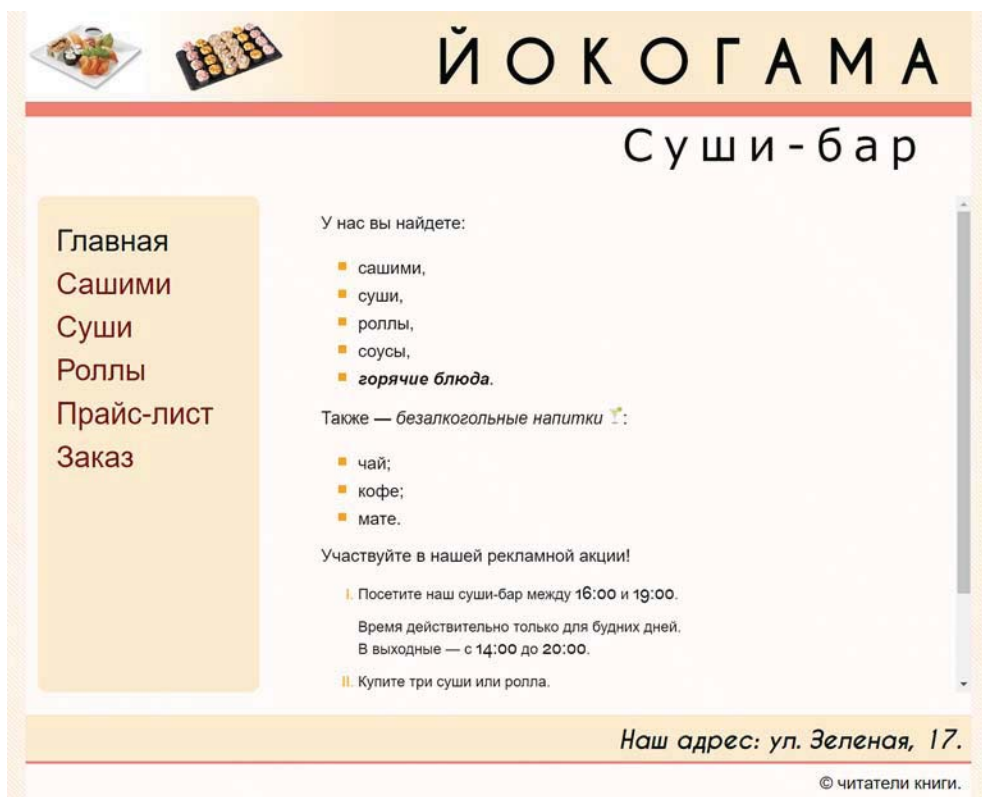 ЙОКОГАМА
Суши-бар
Главная
Сашими
Суши
Роллы
Прайс-лист
Заказ
У нас вы найдете:
сашими,
суши,
роллы,
соусы,
горячие блюда.
Также — безалкогольные напитки :
чай;
кофе;
мате.
Участвуйте в нашей рекламной акции!
I. Посетите наш суши-бар между 16:00 и 19:00.
Время действительно только для будних дней.
В выходные — с 14:00 до 20:00.
II. Купите три суши или ролла.
Наш адрес: ул. Зеленая, 17.
© читатели книги.